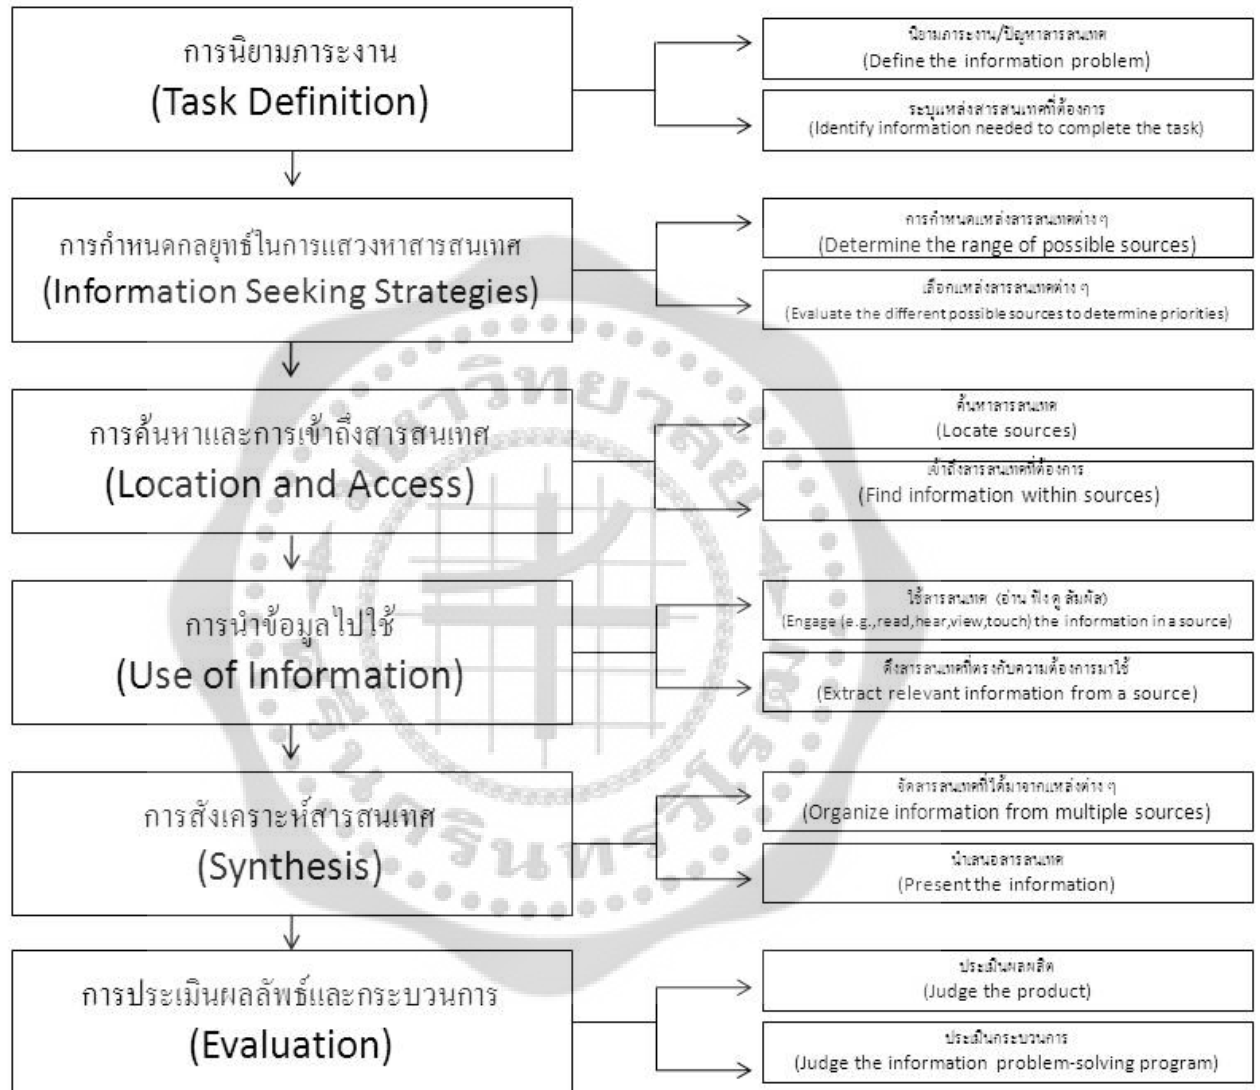 การนิยามภาระงาน
(Task Definition)
นิยามภาระงาน/ปัญหาสารสนเทศ
(Define the information problem)
ระบุแหล่งสารสนเทศที่ต้องการ
(Identify information needed to complete the task)
การกำหนดกลยุทธ์ในการแสวงหาสารสนเทศ
(Information Seeking Strategies)
การกำหนดแหล่งสารสนเทศต่าง ๆ
(Determine the range of possible sources)
เลือกแหล่งสารสนเทศต่าง ๆ
(Evaluate the different possible sources to determine priorities)
การค้นหาและการเข้าถึงสารสนเทศ
(Location and Access)
ค้นหาสารสนเทศ
(Locate sources)
เข้าถึงสารสนเทศที่ต้องการ
(Find information within sources)
การนำข้อมูลไปใช้
(Use of Information)
ใช้สารสนเทศ (อ่าน ฟัง ดู สัมผัส)
(Engage (e.g.,read,hear,view,touch) the information in a source)
ดึงสารสนเทศที่ตรงกับความต้องการมาใช้
(Extract relevant information from a source)
การสังเคราะห์สารสนเทศ
(Synthesis)
จัดสารสนเทศที่ได้มาจากแหล่งต่าง ๆ
(Organize information from multiple sources)
นำเสนอสารสนเทศ
(Present the information)
การประเมินผลลัพธ์และกระบวนการ
(Evaluation)
ประเมินผลผลิต
(Judge the product)
ประเมินกระบวนการ
(Judge the information problem-solving program)
มหาวิทยาลัย
ศรีนครินทรวิโรฒ